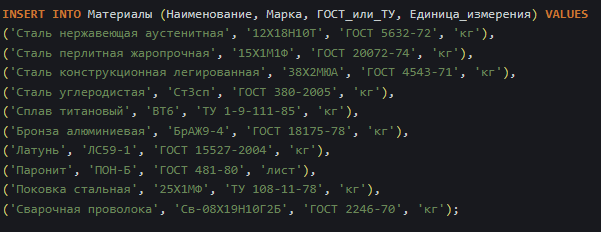 INSERT INTO Материалы (Наименование, Марка, ГОСТ_или_ТУ, Единица_измерения) VALUES
('Сталь нержавеющая аустенитная', '12Х18Н10Т', 'ГОСТ 5632-72', 'кг'),
('Сталь перлитная жаропрочная', '15Х1М1Ф', 'ГОСТ 20072-74', 'кг'),
('Сталь конструкционная легированная', '38Х2МЮА', 'ГОСТ 4543-71', 'кг'),
('Сталь углеродистая', 'Ст3сп', 'ГОСТ 380-2005', 'кг'),
('Сплав титановый', 'ВТ6', 'ТУ 1-9-111-85', 'кг'),
('Бронза алюминиевая', 'БрАЖ9-4', 'ГОСТ 18175-78', 'кг'),
('Латунь', 'ЛС59-1', 'ГОСТ 15527-2004', 'кг'),
('Паронит', 'ПОН-Б', 'ГОСТ 481-80', 'лист'),
('Поковка стальная', '25Х1МФ', 'ТУ 108-11-78', 'кг'),
('Сварочная проволока', 'Св-08Х19Н10Г2Б', 'ГОСТ 2246-70', 'кг');